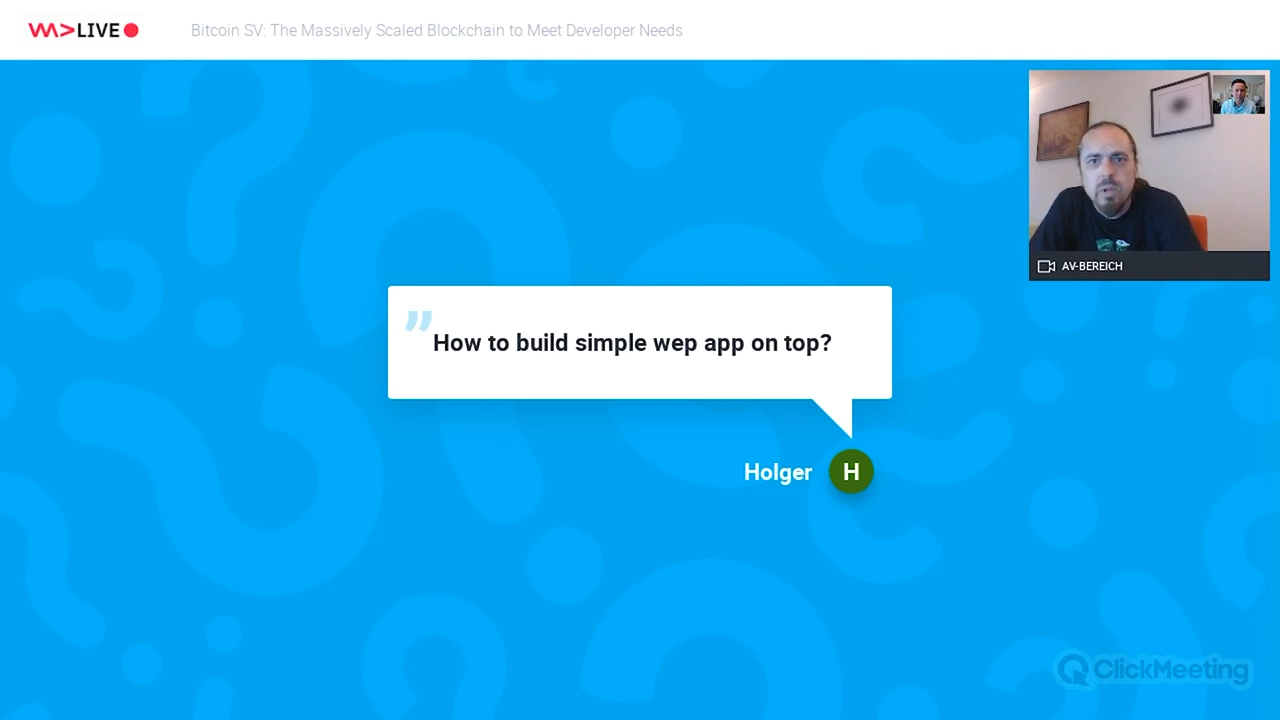 LIVE
Bitcoin SV: The Massively Scaled Blockchain to Meet Developer Needs
AV-BEREICH
" How to build simple wep app on top?
Holger H
ClickMeeting